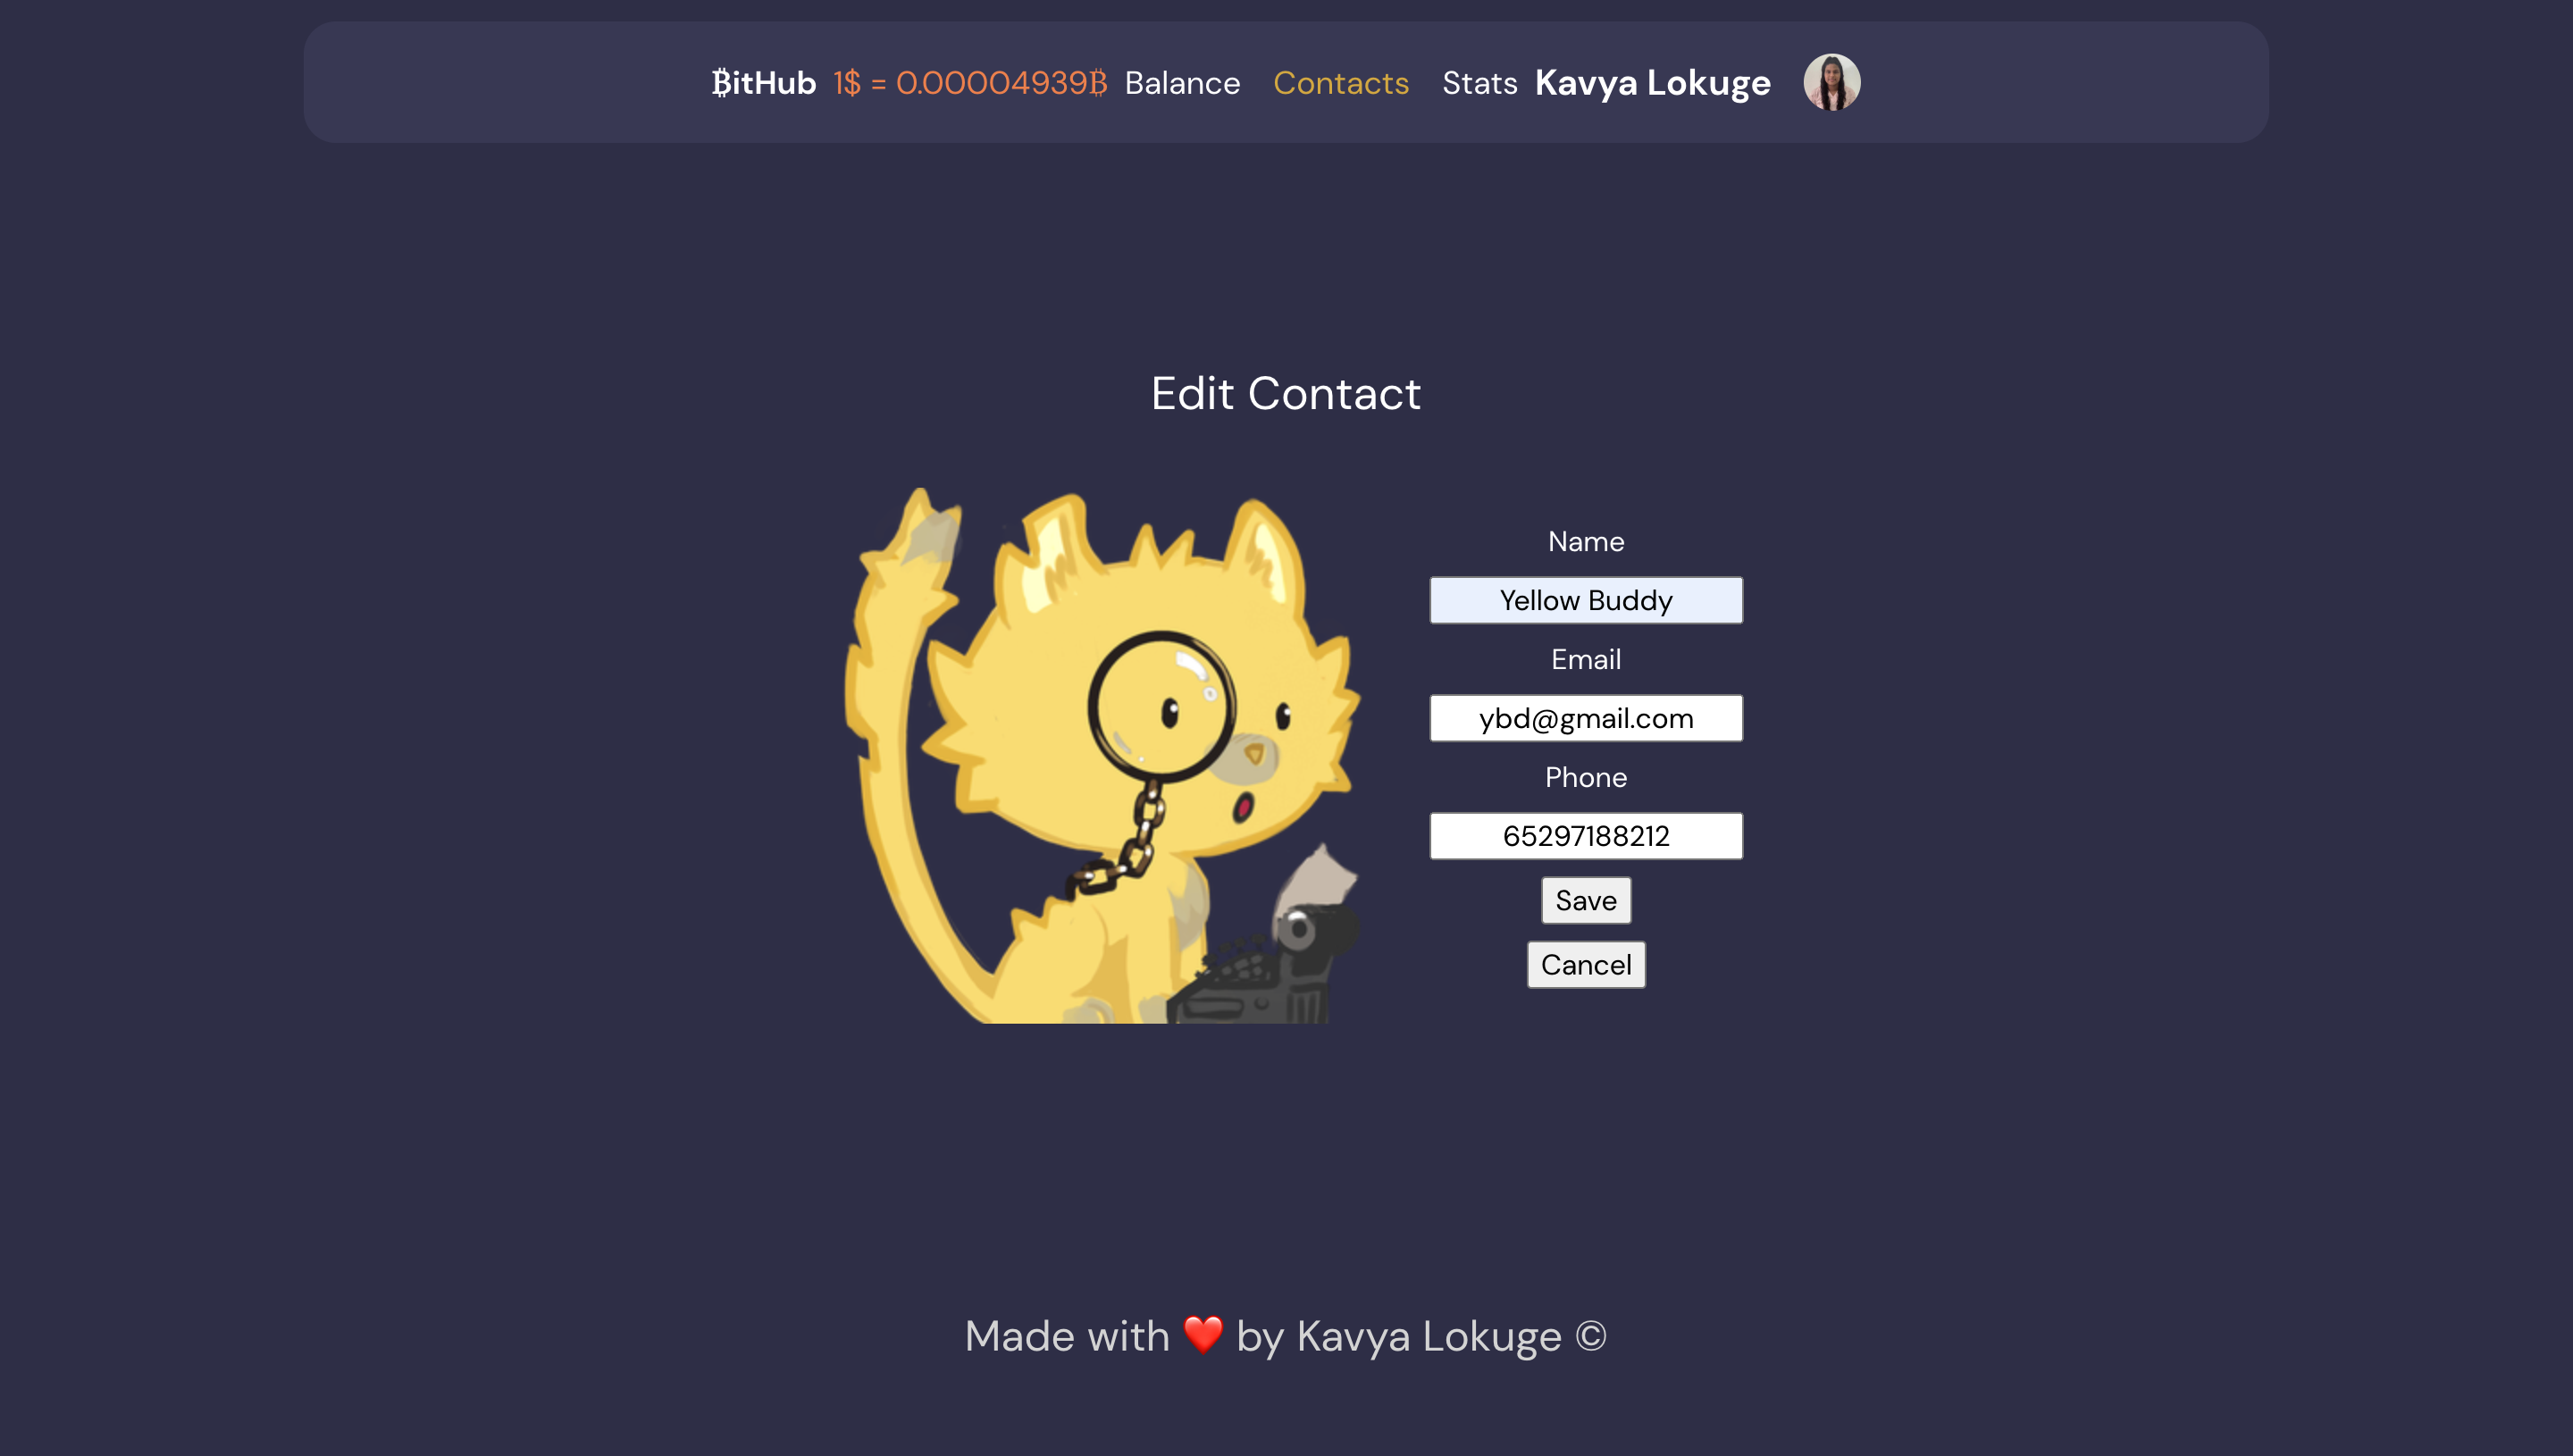 ₿itHub 1$ = 0.00004939₿ Balance Contacts Stats Kavya Lokuge
Edit Contact
Name
Yellow Buddy
Email
ybd@gmail.com
Phone
65297188212
Save
Cancel
Made with ❤️ by Kavya Lokuge ©